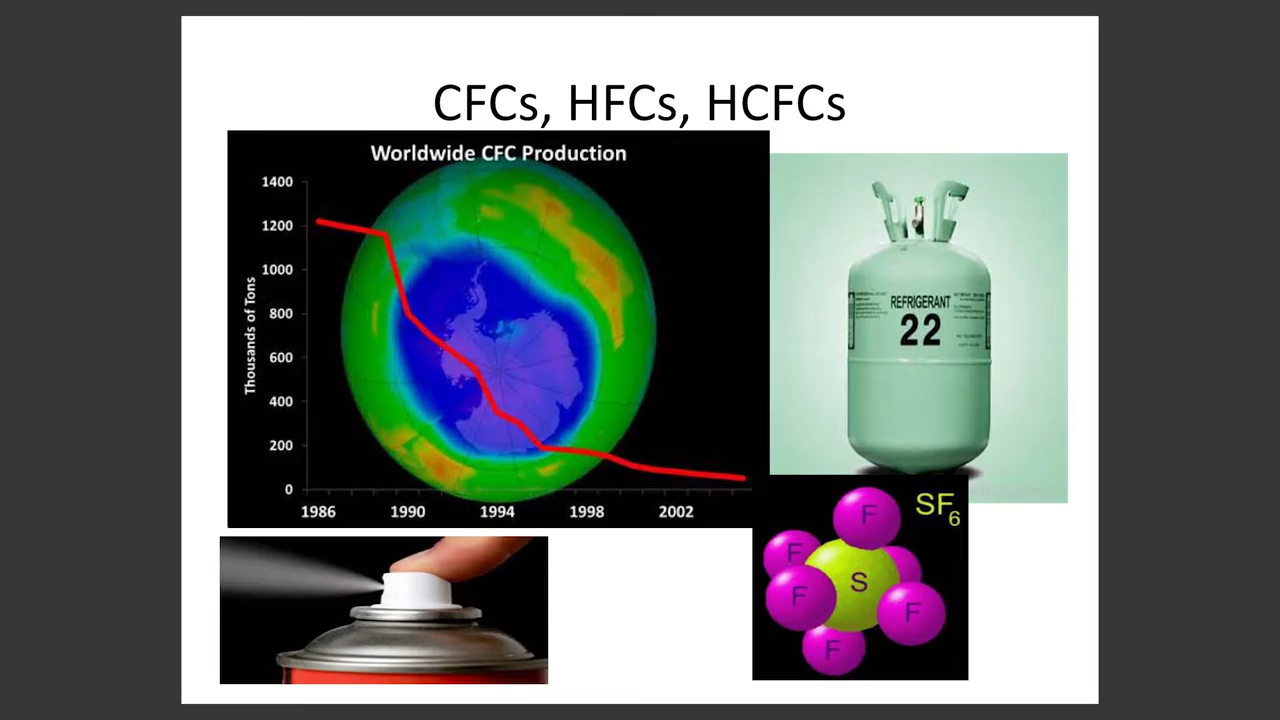 CFCs, HFCs, HCFCs
Worldwide CFC Production
Thousands of Tons
1400
1200
1000
800
600
400
200
0
1986
1990
1994
1998
2002
REFRIGERANT
22
SF6
F
F
S
F
F
F